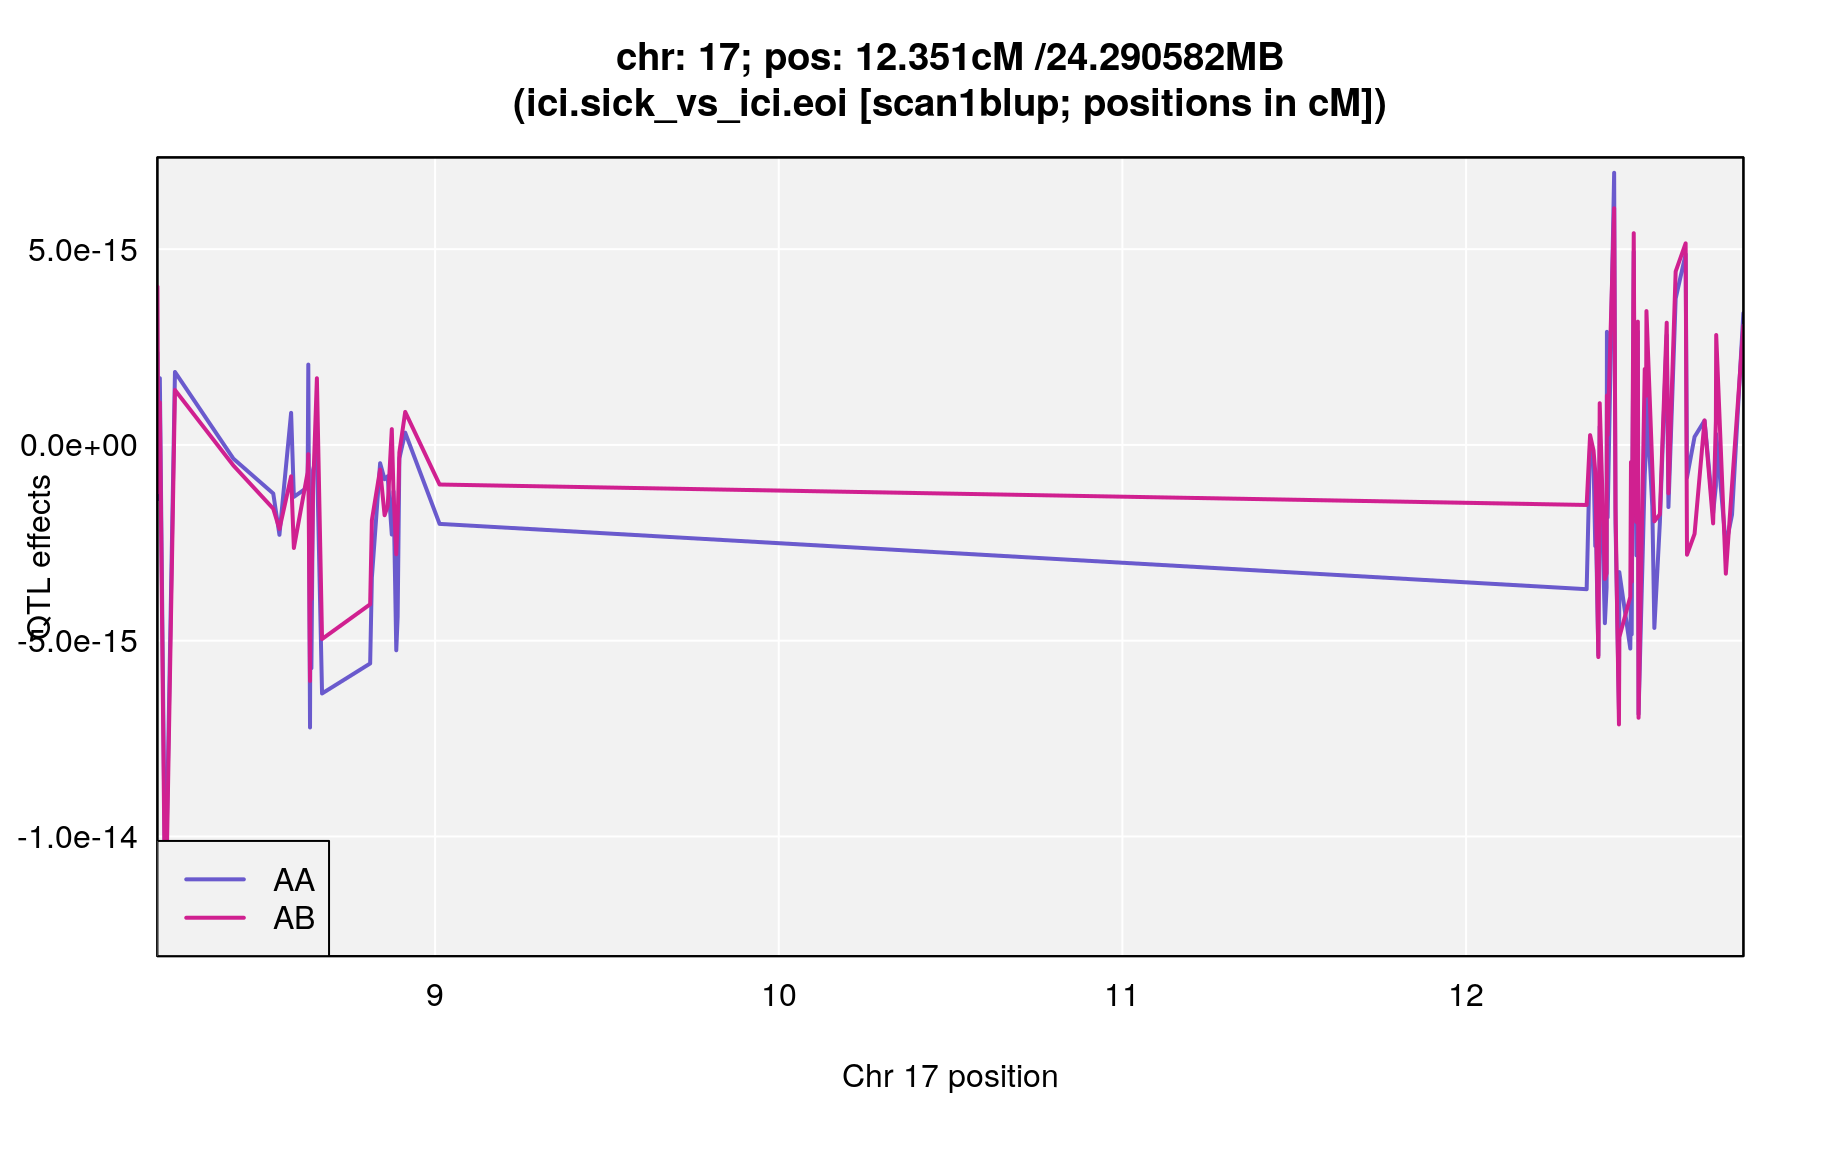 chr: 17; pos: 12.351cM /24.290582MB
(ici.sick_vs_ici.eoi [scan1blup; positions in cM])
QTL effects
5.0e-15
0.0e+00
-5.0e-15
-1.0e-14
AA
AB
9 10 11 12
Chr 17 position